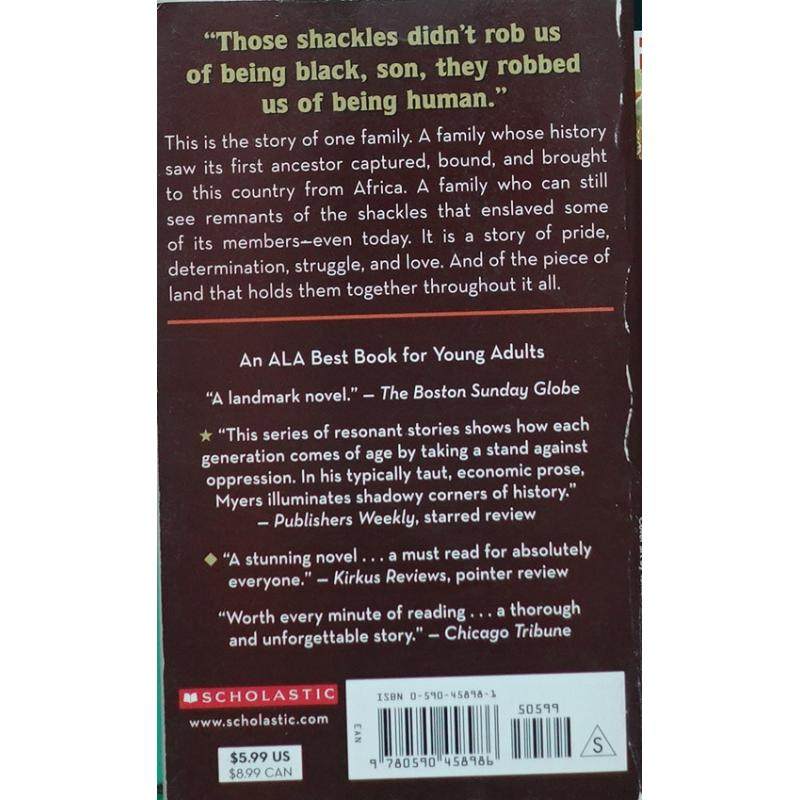 “Those shackles didn’t rob us
of being black, son, they robbed
us of being human.”
This is the story of one family. A family whose history
saw its first ancestor captured, bound, and brought
to this country from Africa. A family who can still
see remnants of the shackles that enslaved some
of its members—even today. It is a story of pride,
determination, struggle, and love. And of the piece of
land that holds them together throughout it all.
An ALA Best Book for Young Adults
“A landmark novel.” — The Boston Sunday Globe
★ “This series of resonant stories shows how each
generation comes of age by taking a stand against
oppression. In his typically taut, economic prose,
Myers illuminates shadowy corners of history.”
— Publishers Weekly, starred review
◆ “A stunning novel . . . a must read for absolutely
everyone.” — Kirkus Reviews, pointer review
“Worth every minute of reading . . . a thorough
and unforgettable story.” — Chicago Tribune
SCHOLASTIC
www.scholastic.com
$5.99 US
$8.99 CAN
ISBN 0-590-45898-1
50599
EAN
9 780590 458986
S